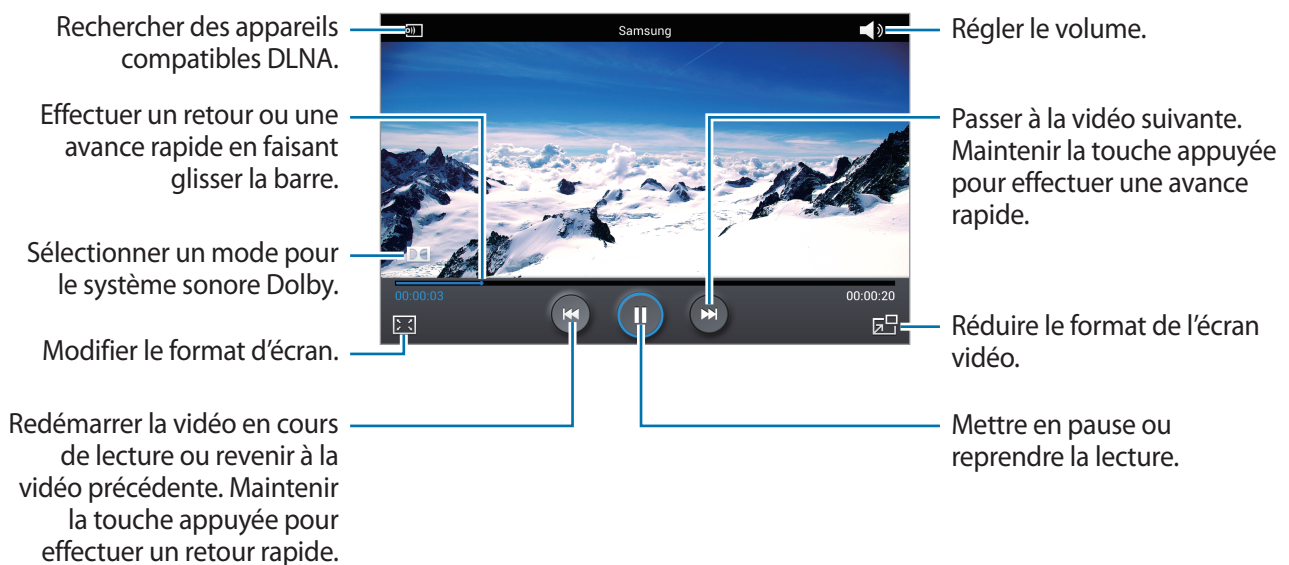 Rechercher des appareils
compatibles DLNA.
Effectuer un retour ou une
avance rapide en faisant
glisser la barre.
Sélectionner un mode pour
le système sonore Dolby.
Modifier le format d'écran.
Redémarrer la vidéo en cours
de lecture ou revenir à la
vidéo précédente. Maintenir
la touche appuyée pour
effectuer un retour rapide.
Samsung
00:00:03
00:00:20
Régler le volume.
Passer à la vidéo suivante.
Maintenir la touche appuyée
pour effectuer une avance
rapide.
Réduire le format de l'écran
vidéo.
Mettre en pause ou
reprendre la lecture.